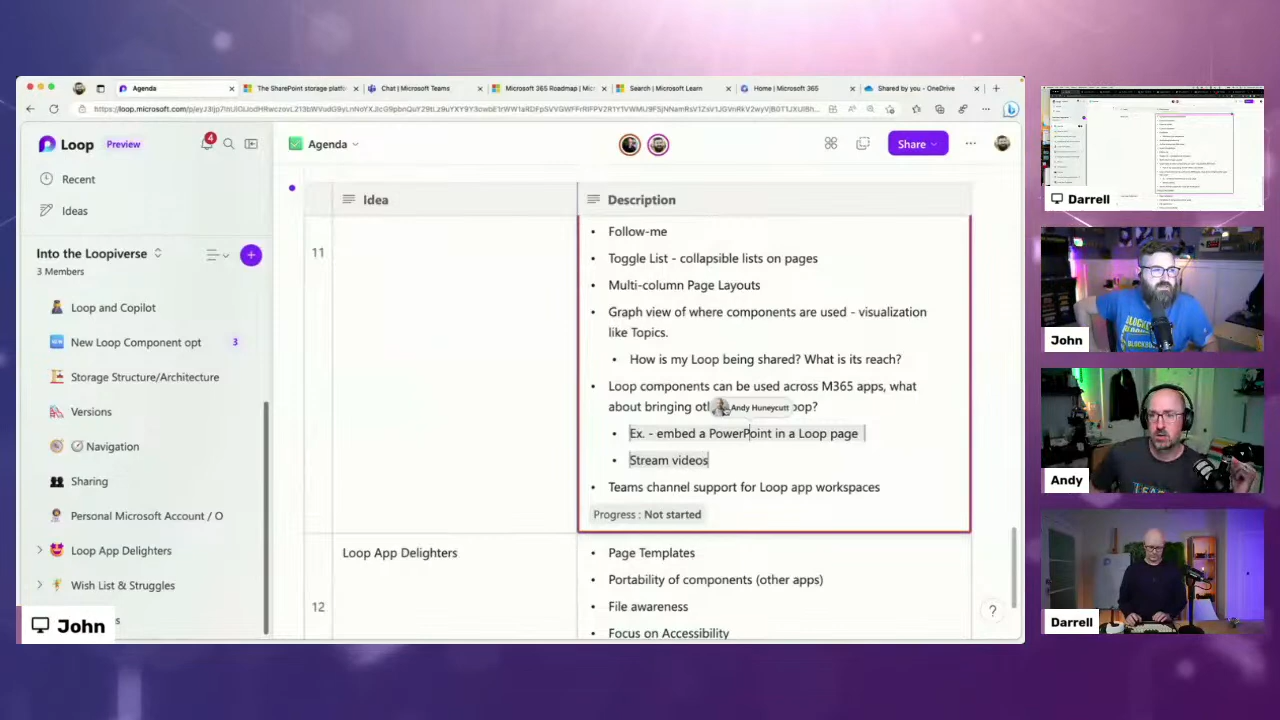 Agenda
The SharePoint storage platf
Chat | Microsoft Teams
Microsoft 365 Roadmap | Mic
Search | Microsoft Learn
Home | Microsoft 365
Shared by you - OneDrive
Loop Preview
4
Agenda
Share
Recent
Ideas
Into the Loopiverse
3 Members
Loop and Copilot
New Loop Component opt 3
Storage Structure/Architecture
Versions
Navigation
Sharing
Personal Microsoft Account / O
Loop App Delighters
Wish List & Struggles
Idea
Description
11
• Follow-me
• Toggle List - collapsible lists on pages
• Multi-column Page Layouts
• Graph view of where components are used - visualization
like Topics.
• How is my Loop being shared? What is its reach?
• Loop components can be used across M365 apps, what
about bringing oth Andy Huneycutt oop?
• Ex. - embed a PowerPoint in a Loop page
• Stream videos
• Teams channel support for Loop app workspaces
Progress : Not started
12
Loop App Delighters
• Page Templates
• Portability of components (other apps)
• File awareness
• Focus on Accessibility
?
John
Darrell
John
Andy
Darrell